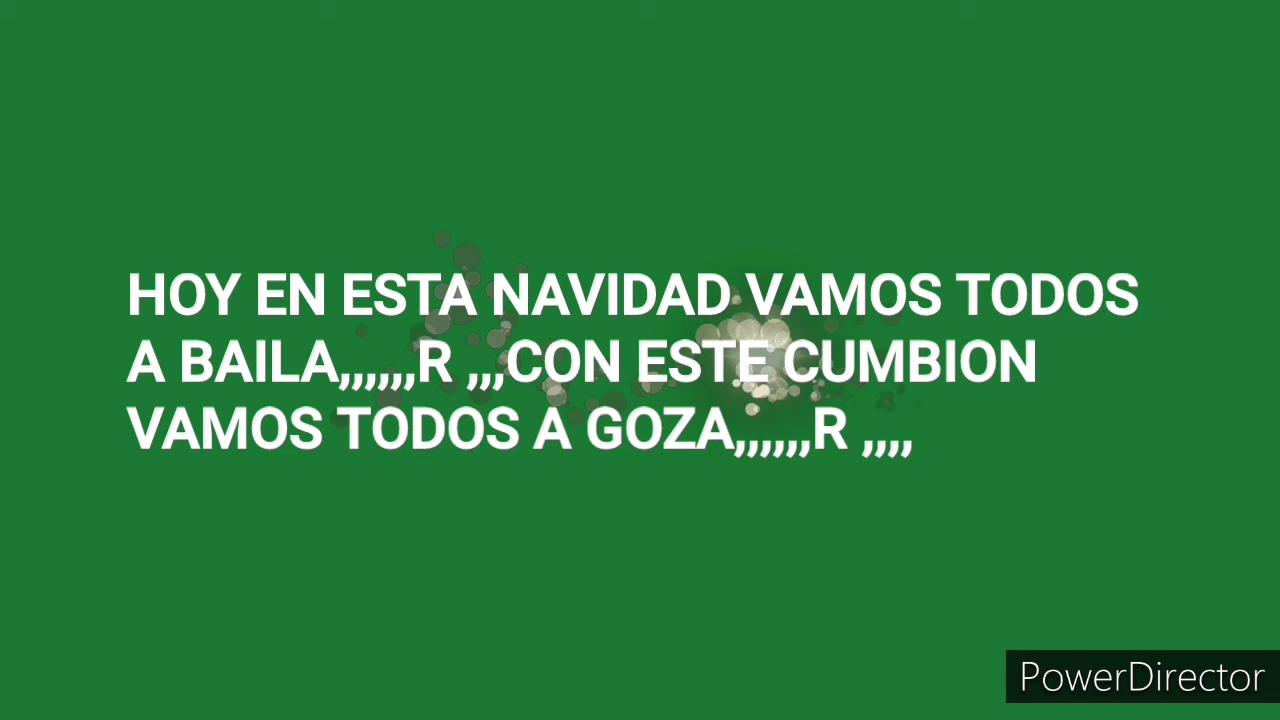 HOY EN ESTA NAVIDAD VAMOS TODOS
A BAILA,,,,,,R ,,,CON ESTE CUMBION
VAMOS TODOS A GOZA,,,,,,R ,,,,
PowerDirector